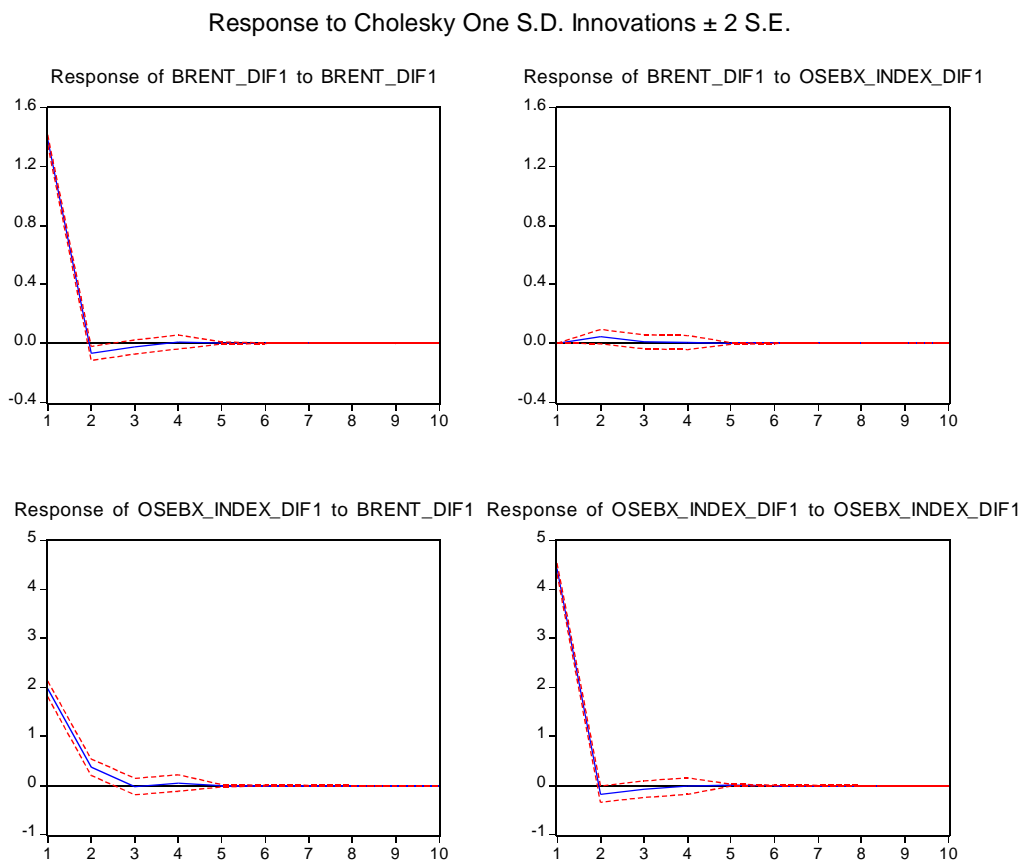 Response to Cholesky One S.D. Innovations ± 2 S.E.
Response of BRENT_DIF1 to BRENT_DIF1
1.6
1.2
0.8
0.4
0.0
-0.4
1 2 3 4 5 6 7 8 9 10
Response of BRENT_DIF1 to OSEBX_INDEX_DIF1
1.6
1.2
0.8
0.4
0.0
-0.4
1 2 3 4 5 6 7 8 9 10
Response of OSEBX_INDEX_DIF1 to BRENT_DIF1
5
4
3
2
1
0
-1
1 2 3 4 5 6 7 8 9 10
Response of OSEBX_INDEX_DIF1 to OSEBX_INDEX_DIF1
5
4
3
2
1
0
-1
1 2 3 4 5 6 7 8 9 10